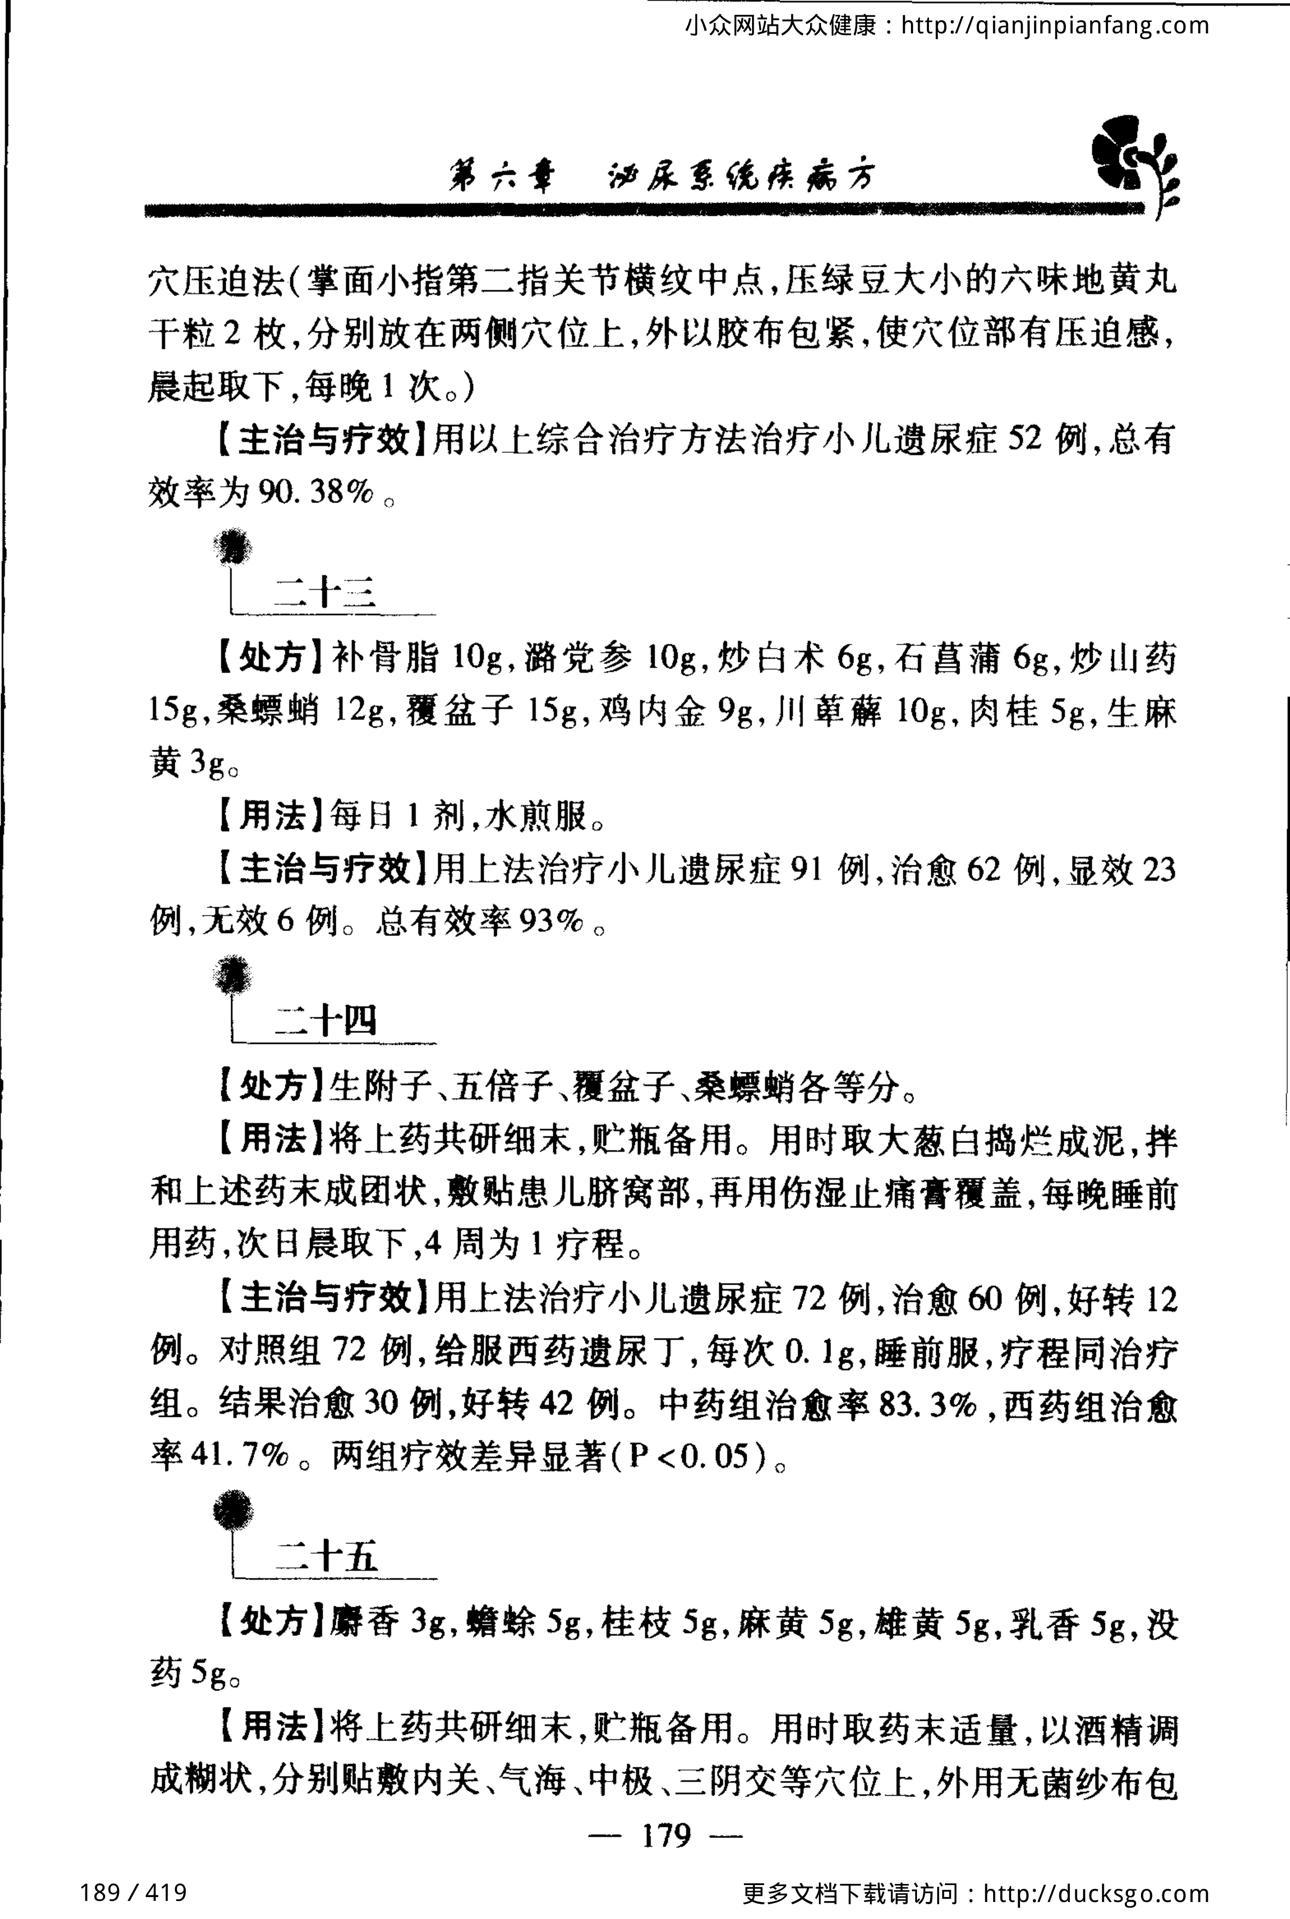 小众网站大众健康：http://qianjinpianfang.com
第六章 泌尿系统疾病方
穴压迫法(掌面小指第二指关节横纹中点,压绿豆大小的六味地黄丸
干粒2 枚,分别放在两侧穴位上,外以胶布包紧,使穴位部有压迫感,
晨起取下,每晚1 次。)
【主治与疗效】用以上综合治疗方法治疗小儿遗尿症 52 例,总有
效率为 90.38%。
方
二十三
【处方】补骨脂 10g,潞党参 10g,炒白术 6g,石菖蒲 6g,炒山药
15g,桑螵蛸 12g,覆盆子 15g,鸡内金 9g,川萆薢 10g,肉桂 5g,生麻
黄 3g。
【用法】每日 1 剂,水煎服。
【主治与疗效】用上法治疗小儿遗尿症 91 例,治愈 62 例,显效 23
例,无效 6 例。总有效率 93%。
方
二十四
【处方】生附子、五倍子、覆盆子、桑螵蛸各等分。
【用法】将上药共研细末,贮瓶备用。用时取大葱白捣烂成泥,拌
和上述药末成团状,敷贴患儿脐窝部,再用伤湿止痛膏覆盖,每晚睡前
用药,次日晨取下,4 周为 1 疗程。
【主治与疗效】用上法治疗小儿遗尿症 72 例,治愈 60 例,好转 12
例。对照组 72 例,给服西药遗尿丁,每次 0.1g,睡前服,疗程同治疗
组。结果治愈 30 例,好转 42 例。中药组治愈率 83.3%,西药组治愈
率 41.7%。两组疗效差异显著(P<0.05)。
二十五
【处方】麝香 3g,蟾蜍 5g,桂枝 5g,麻黄 5g,雄黄 5g,乳香 5g,没
药 5g。
【用法】将上药共研细末,贮瓶备用。用时取药末适量,以酒精调
成糊状,分别贴敷内关、气海、中极、三阴交等穴位上,外用无菌纱布包
— 179 —
189 / 419
更多文档下载请访问：http://ducksgo.com